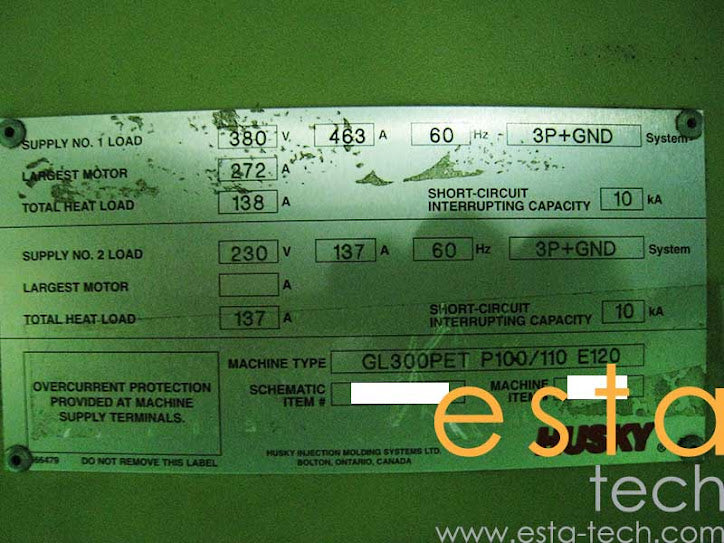 SUPPLY NO. 1 LOAD 380 V 463 A 60 Hz - 3P+GND System
LARGEST MOTOR 272 A
TOTAL HEAT LOAD 138 A SHORT-CIRCUIT INTERRUPTING CAPACITY 10 kA
SUPPLY NO. 2 LOAD 230 V 137 A 60 Hz 3P+GND System
LARGEST MOTOR A
TOTAL HEAT LOAD 137 A SHORT-CIRCUIT INTERRUPTING CAPACITY 10 kA
MACHINE TYPE GL300PET P100/110 E120
SCHEMATIC ITEM # MACHINE
OVERCURRENT PROTECTION
PROVIDED AT MACHINE
SUPPLY TERMINALS.
HUSKY INJECTION MOLDING SYSTEMS LTD.
BOLTON, ONTARIO, CANADA
HUSKY ®
DO NOT REMOVE THIS LABEL
esta
tech
www.esta-tech.com